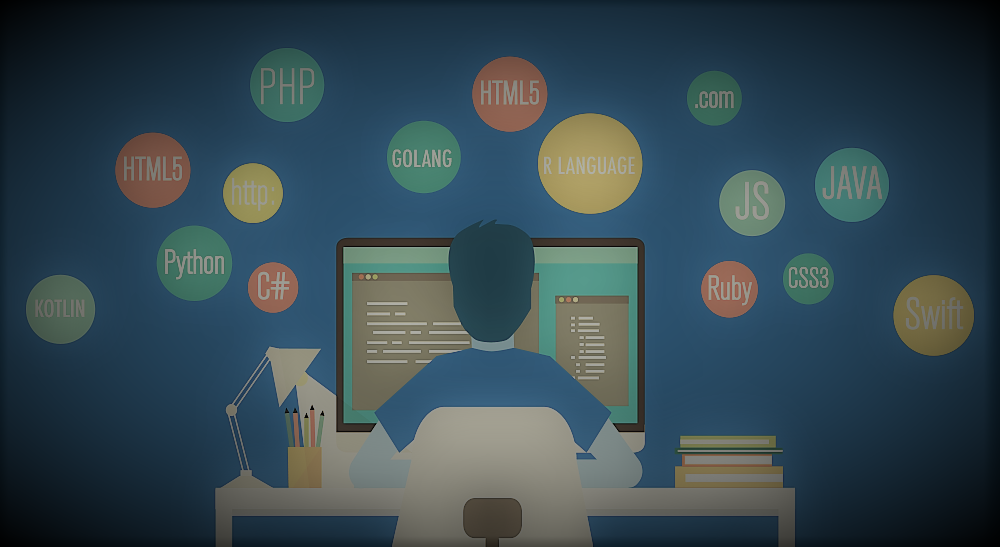 PHP
HTML5
.com
GOLANG
R LANGUAGE
HTML5
http:
JS
JAVA
Python
C#
Ruby
CSS3
KOTLIN
Swift